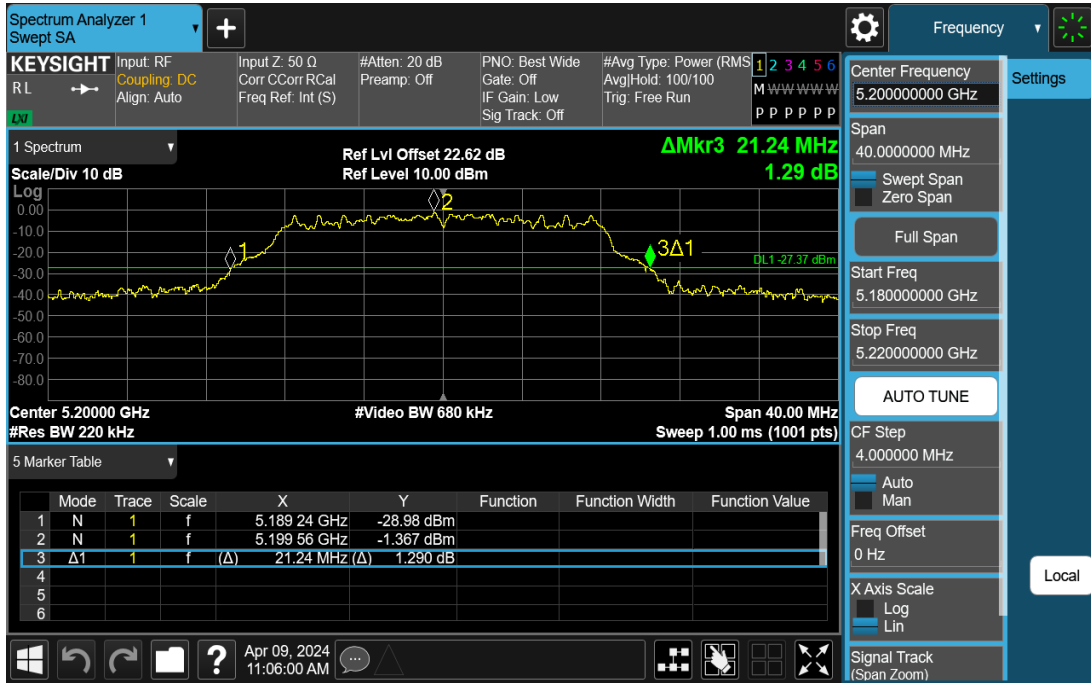 Spectrum Analyzer 1
Swept SA
Frequency
KEYSIGHT
RL
LXI
Input: RF
Coupling: DC
Align: Auto
Input Z: 50 Ω
Corr CCorr RCal
Freq Ref: Int (S)
#Atten: 20 dB
Preamp: Off
PNO: Best Wide
Gate: Off
IF Gain: Low
Sig Track: Off
#Avg Type: Power (RMS
Avg|Hold: 100/100
Trig: Free Run
1 2 3 4 5 6
M W W W W W
P P P P P P
1 Spectrum
Scale/Div 10 dB
Ref Lvl Offset 22.62 dB
Ref Level 10.00 dBm
ΔMkr3 21.24 MHz
1.29 dB
Log
0.00
-10.0
-20.0
-30.0
-40.0
-50.0
-60.0
-70.0
-80.0
1
2
3Δ1
DL1 -27.37 dBm
Center 5.20000 GHz
#Video BW 680 kHz
Span 40.00 MHz
#Res BW 220 kHz
Sweep 1.00 ms (1001 pts)
5 Marker Table
Mode Trace Scale X Y Function Function Width Function Value
1 N 1 f 5.189 24 GHz -28.98 dBm
2 N 1 f 5.199 56 GHz -1.367 dBm
3 Δ1 1 f (Δ) 21.24 MHz (Δ) 1.290 dB
4
5
6
Apr 09, 2024
11:06:00 AM
?
Center Frequency
5.200000000 GHz
Settings
Span
40.0000000 MHz
Swept Span
Zero Span
Full Span
Start Freq
5.180000000 GHz
Stop Freq
5.220000000 GHz
AUTO TUNE
CF Step
4.000000 MHz
Auto
Man
Freq Offset
0 Hz
X Axis Scale
Log
Lin
Local
Signal Track
(Span Zoom)